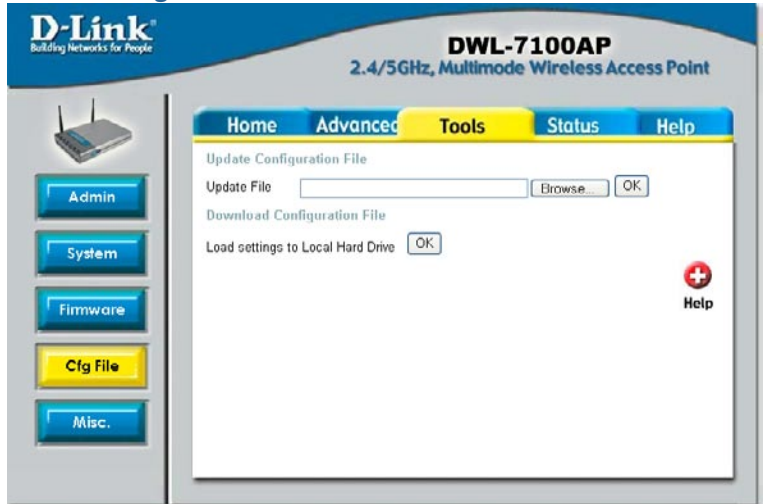 D-Link
Building Networks for People
DWL-7100AP
2.4/5GHz, Multimode Wireless Access Point
Home Advanced Tools Status Help
Update Configuration File
Update File Browse... OK
Download Configuration File
Load settings to Local Hard Drive OK
Help
Admin
System
Firmware
Cfg File
Misc.